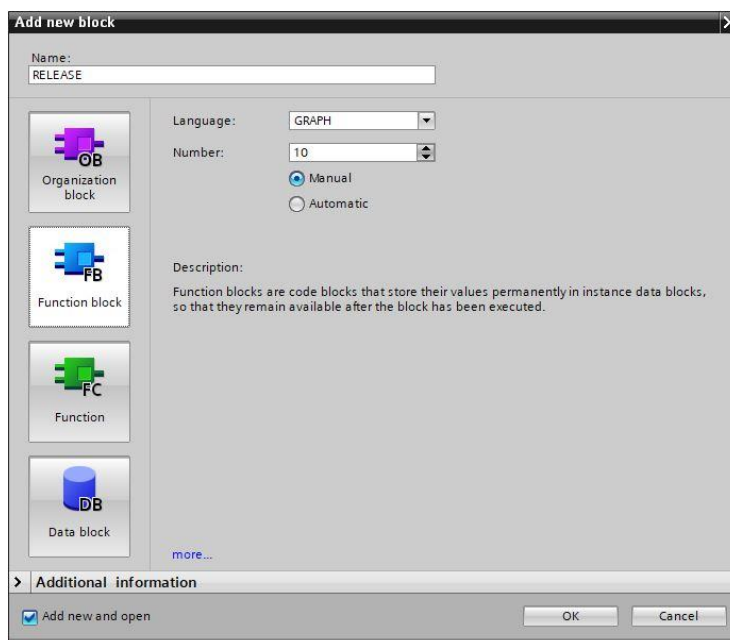 Add new block
Name:
RELEASE
OB
Organization
block
FB
Function block
FC
Function
DB
Data block
Language:
GRAPH
Number:
10
Manual
Automatic
Description:
Function blocks are code blocks that store their values permanently in instance data blocks,
so that they remain available after the block has been executed.
more...
Additional information
Add new and open
OK
Cancel